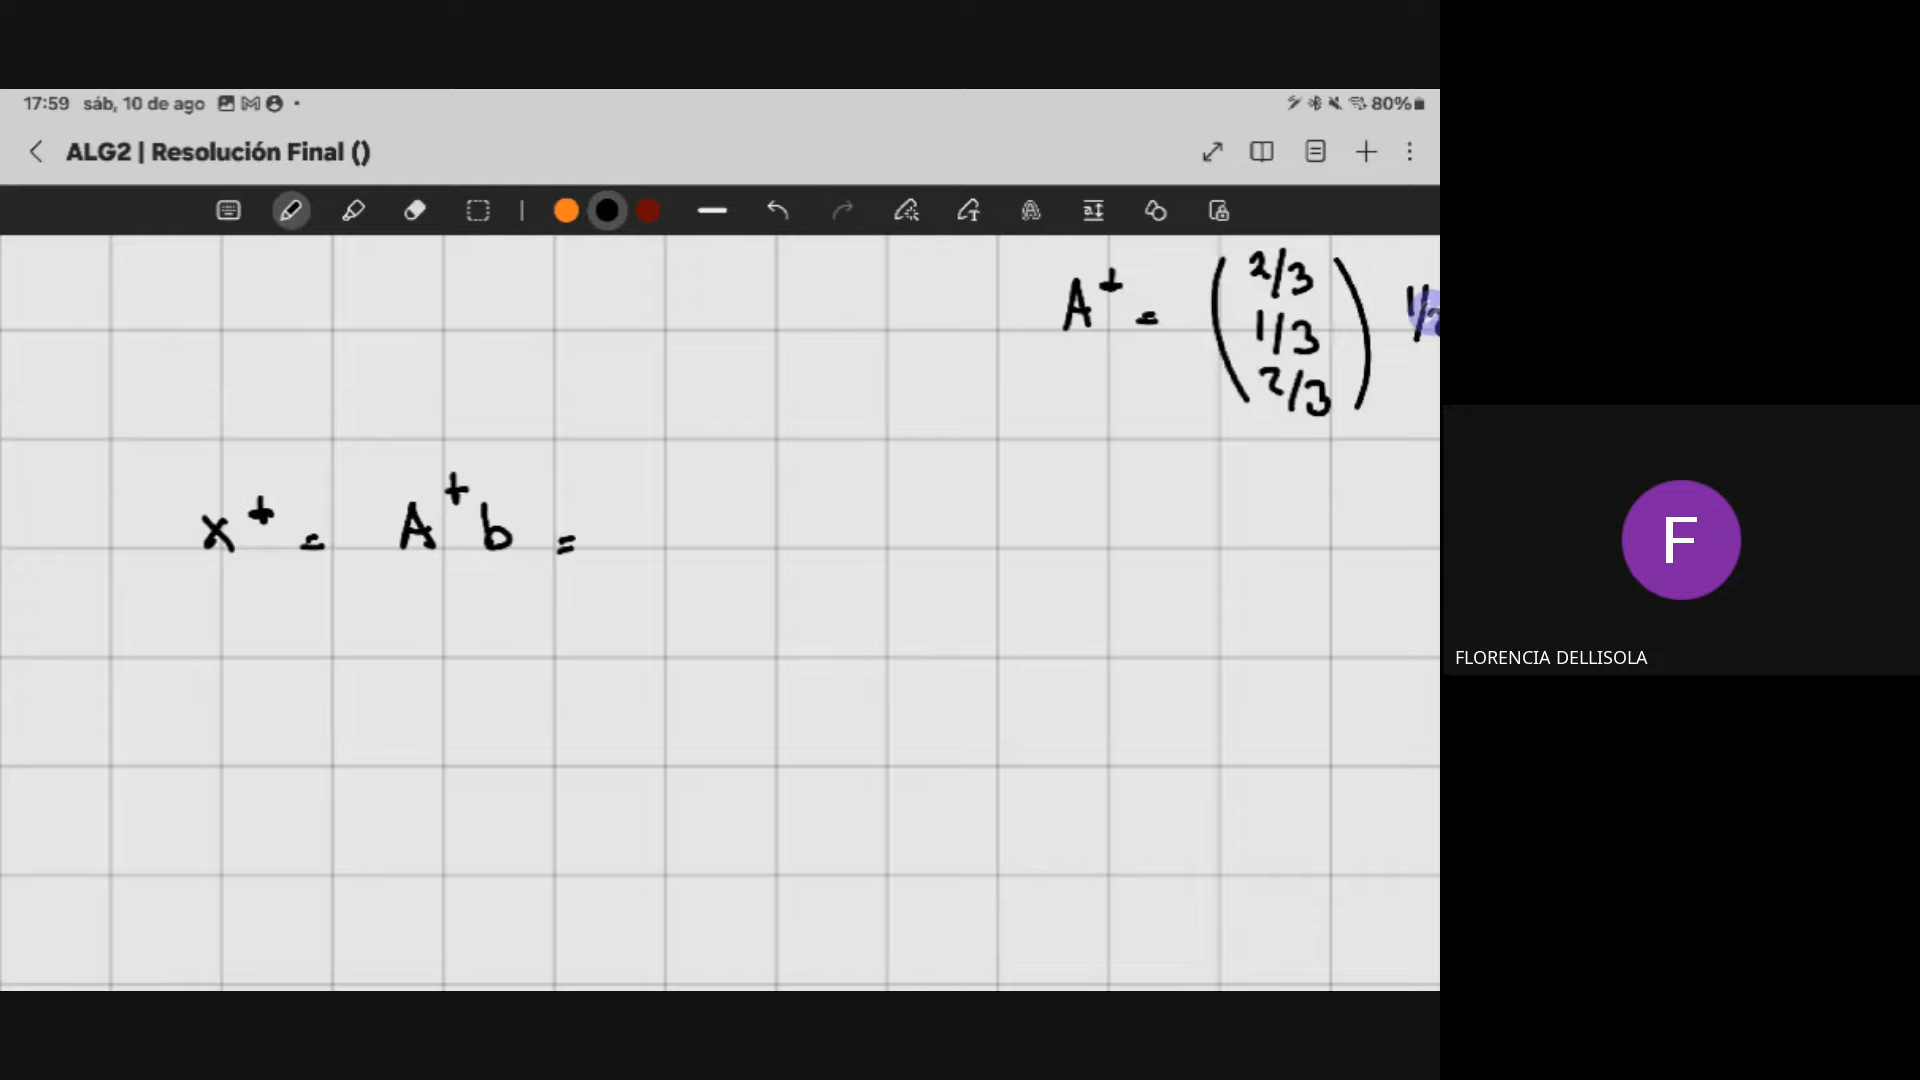 17:59 sáb, 10 de ago 80%
ALG2 | Resolución Final ()
A⁺ = (2/3
1/3
2/3)
x⁺ = A⁺b =
F
FLORENCIA DELLISOLA